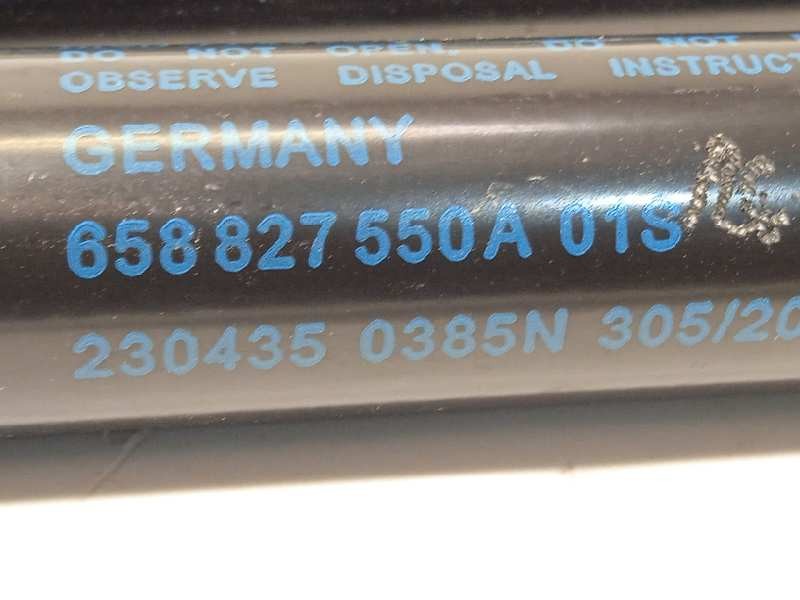 DO NOT OPEN. DO NOT
OBSERVE DISPOSAL INSTRUCT
GERMANY
658 827 550A 01S
230435 0385N 305/20